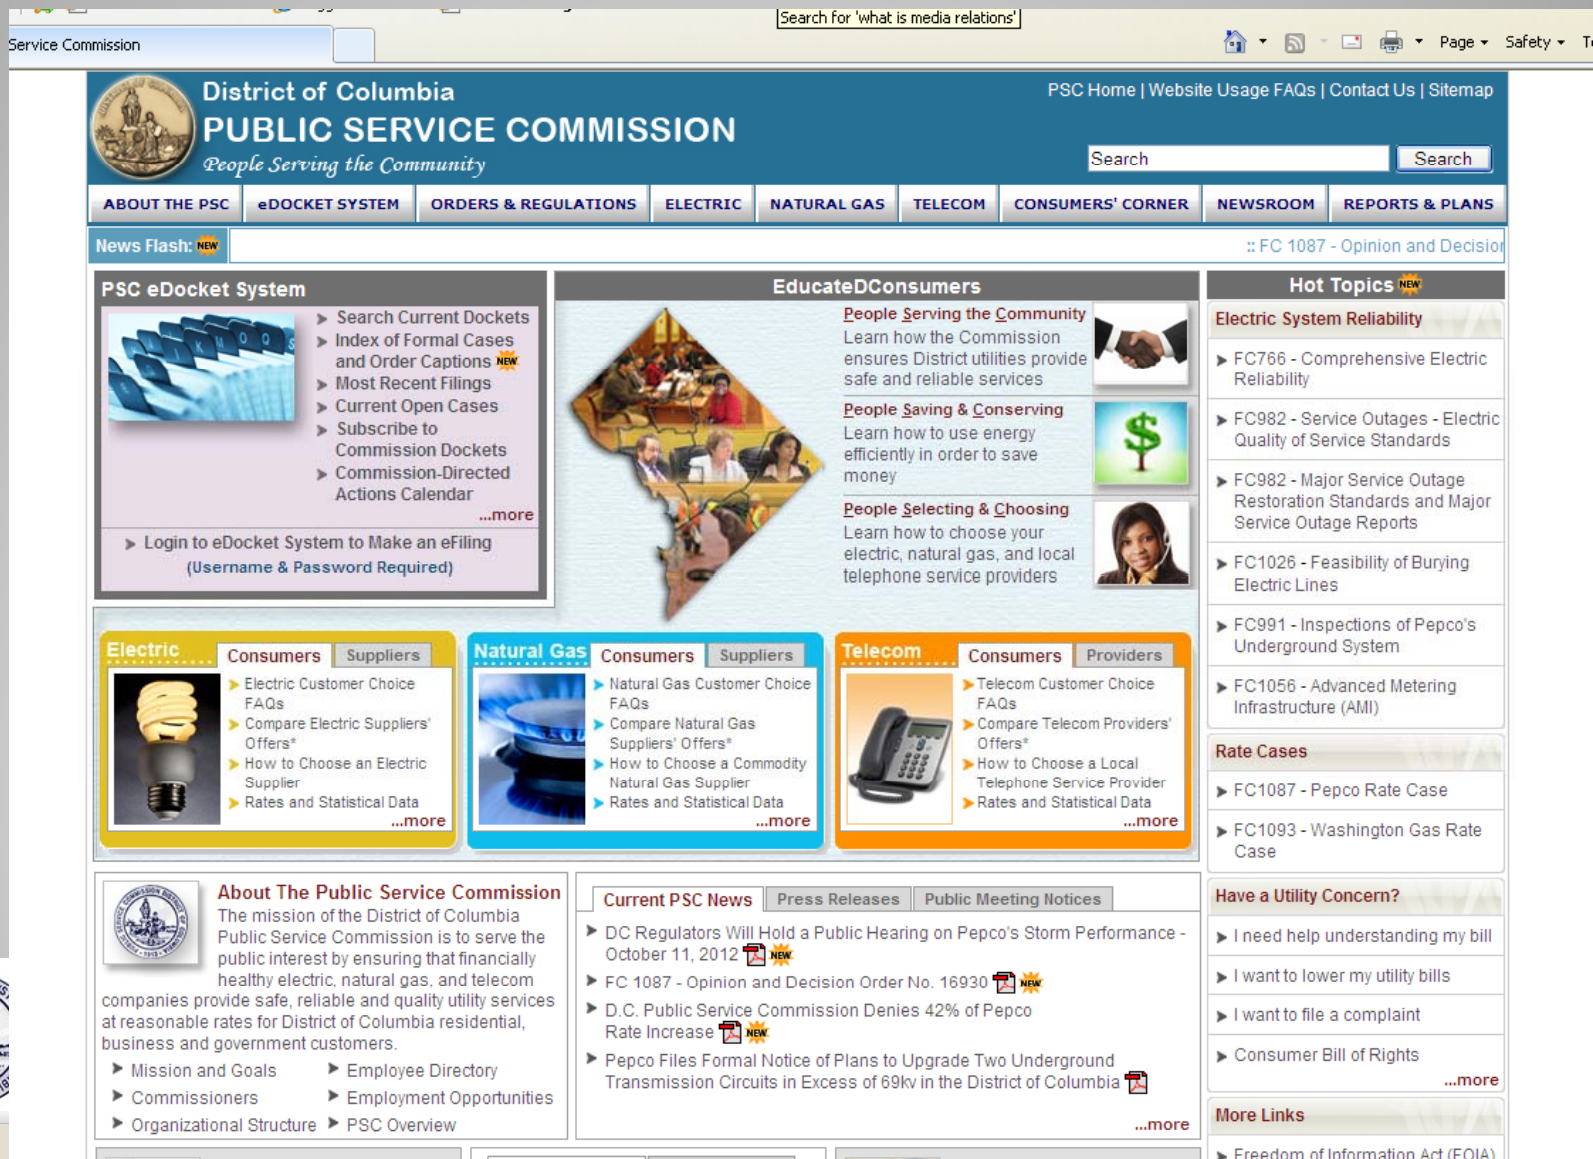 Search for 'what is media relations'
Service Commission
Page
Safety
District of Columbia
PUBLIC SERVICE COMMISSION
People Serving the Community
PSC Home | Website Usage FAQs | Contact Us | Sitemap
Search
Search
ABOUT THE PSC
eDOCKET SYSTEM
ORDERS & REGULATIONS
ELECTRIC
NATURAL GAS
TELECOM
CONSUMERS' CORNER
NEWSROOM
REPORTS & PLANS
News Flash: NEW
:: FC 1087 - Opinion and Decision
PSC eDocket System
Search Current Dockets
Index of Formal Cases
and Order Captions NEW
Most Recent Filings
Current Open Cases
Subscribe to
Commission Dockets
Commission-Directed
Actions Calendar
...more
Login to eDocket System to Make an eFiling
(Username & Password Required)
EducateDConsumers
People Serving the Community
Learn how the Commission
ensures District utilities provide
safe and reliable services
People Saving & Conserving
Learn how to use energy
efficiently in order to save
money
People Selecting & Choosing
Learn how to choose your
electric, natural gas, and local
telephone service providers
Electric
Consumers
Suppliers
Electric Customer Choice
FAQs
Compare Electric Suppliers'
Offers*
How to Choose an Electric
Supplier
Rates and Statistical Data
...more
Natural Gas
Consumers
Suppliers
Natural Gas Customer Choice
FAQs
Compare Natural Gas
Suppliers' Offers*
How to Choose a Commodity
Natural Gas Supplier
Rates and Statistical Data
...more
Telecom
Consumers
Providers
Telecom Customer Choice
FAQs
Compare Telecom Providers'
Offers*
How to Choose a Local
Telephone Service Provider
Rates and Statistical Data
...more
About The Public Service Commission
The mission of the District of Columbia
Public Service Commission is to serve the
public interest by ensuring that financially
healthy electric, natural gas, and telecom
companies provide safe, reliable and quality utility services
at reasonable rates for District of Columbia residential,
business and government customers.
Mission and Goals
Employee Directory
Commissioners
Employment Opportunities
Organizational Structure
PSC Overview
Current PSC News
Press Releases
Public Meeting Notices
DC Regulators Will Hold a Public Hearing on Pepco's Storm Performance -
October 11, 2012 NEW
FC 1087 - Opinion and Decision Order No. 16930 NEW
D.C. Public Service Commission Denies 42% of Pepco
Rate Increase NEW
Pepco Files Formal Notice of Plans to Upgrade Two Underground
Transmission Circuits in Excess of 69kv in the District of Columbia
...more
Hot Topics NEW
Electric System Reliability
FC766 - Comprehensive Electric
Reliability
FC982 - Service Outages - Electric
Quality of Service Standards
FC982 - Major Service Outage
Restoration Standards and Major
Service Outage Reports
FC1026 - Feasibility of Burying
Electric Lines
FC991 - Inspections of Pepco's
Underground System
FC1056 - Advanced Metering
Infrastructure (AMI)
Rate Cases
FC1087 - Pepco Rate Case
FC1093 - Washington Gas Rate
Case
Have a Utility Concern?
I need help understanding my bill
I want to lower my utility bills
I want to file a complaint
Consumer Bill of Rights
...more
More Links
Freedom of Information Act (FOIA)